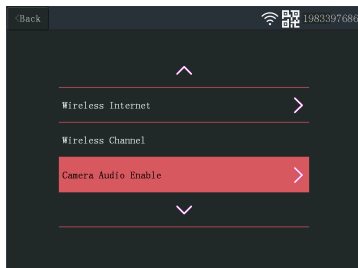 <Back
1983397686
Wireless Internet
Wireless Channel
Camera Audio Enable